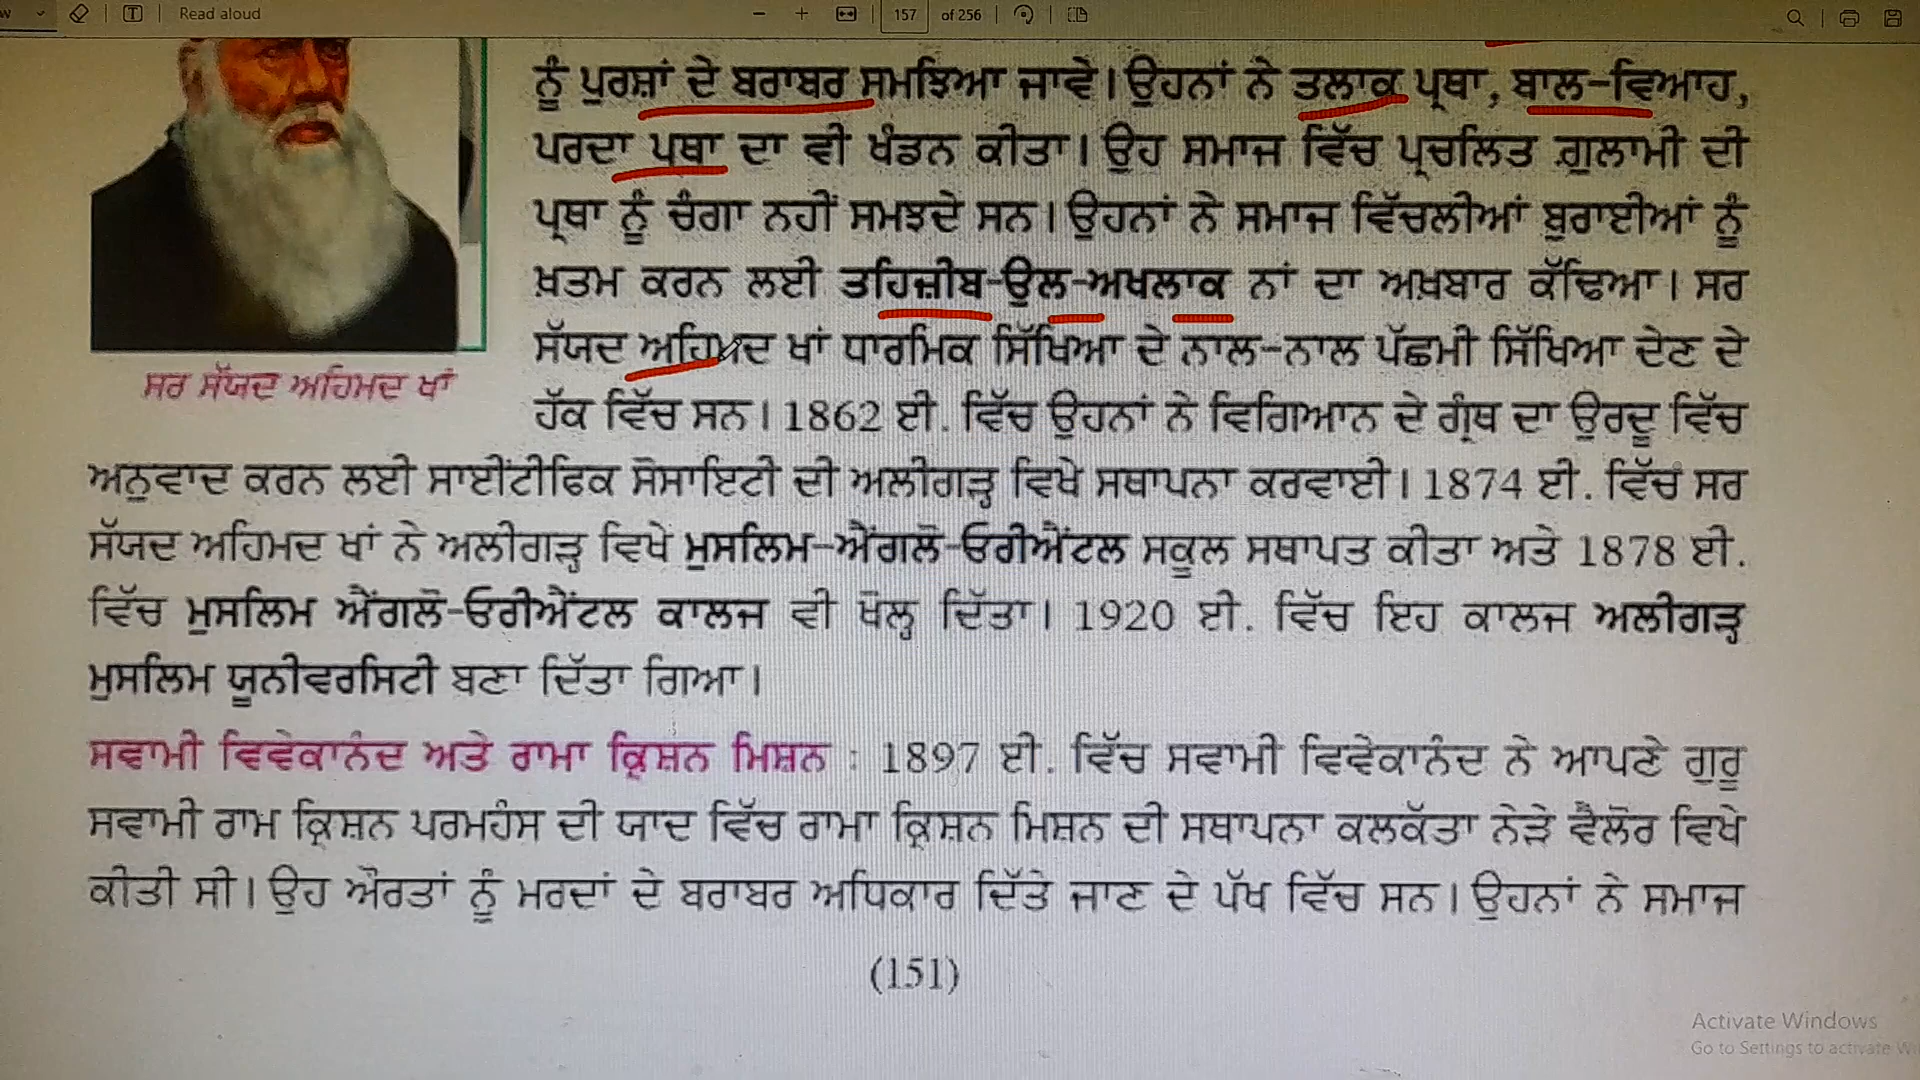 Read aloud
157 of 256
ਨੂੰ ਪੁਰਸ਼ਾਂ ਦੇ ਬਰਾਬਰ ਸਮਝਿਆ ਜਾਵੇ। ਉਹਨਾਂ ਨੇ ਤਲਾਕ ਪ੍ਰਥਾ, ਬਾਲ-ਵਿਆਹ,
ਪਰਦਾ ਪ੍ਰਥਾ ਦਾ ਵੀ ਖੰਡਨ ਕੀਤਾ। ਉਹ ਸਮਾਜ ਵਿੱਚ ਪ੍ਰਚਲਿਤ ਗ਼ੁਲਾਮੀ ਦੀ
ਪ੍ਰਥਾ ਨੂੰ ਚੰਗਾ ਨਹੀਂ ਸਮਝਦੇ ਸਨ। ਉਹਨਾਂ ਨੇ ਸਮਾਜ ਵਿੱਚਲੀਆਂ ਬੁਰਾਈਆਂ ਨੂੰ
ਖ਼ਤਮ ਕਰਨ ਲਈ ਤਹਿਜ਼ੀਬ-ਉਲ-ਅਖਲਾਕ ਨਾਂ ਦਾ ਅਖ਼ਬਾਰ ਕੱਢਿਆ। ਸਰ
ਸੱਯਦ ਅਹਿਮਦ ਖਾਂ ਧਾਰਮਿਕ ਸਿੱਖਿਆ ਦੇ ਨਾਲ-ਨਾਲ ਪੱਛਮੀ ਸਿੱਖਿਆ ਦੇਣ ਦੇ
ਸਰ ਸੱਯਦ ਅਹਿਮਦ ਖਾਂ
ਹੱਕ ਵਿੱਚ ਸਨ। 1862 ਈ. ਵਿੱਚ ਉਹਨਾਂ ਨੇ ਵਿਗਿਆਨ ਦੇ ਗ੍ਰੰਥ ਦਾ ਉਰਦੂ ਵਿੱਚ
ਅਨੁਵਾਦ ਕਰਨ ਲਈ ਸਾਈਂਟੀਫਿਕ ਸੋਸਾਇਟੀ ਦੀ ਅਲੀਗੜ੍ਹ ਵਿਖੇ ਸਥਾਪਨਾ ਕਰਵਾਈ। 1874 ਈ. ਵਿੱਚ ਸਰ
ਸੱਯਦ ਅਹਿਮਦ ਖਾਂ ਨੇ ਅਲੀਗੜ੍ਹ ਵਿਖੇ ਮੁਸਲਿਮ-ਐਂਗਲੋ-ਓਰੀਐਂਟਲ ਸਕੂਲ ਸਥਾਪਤ ਕੀਤਾ ਅਤੇ 1878 ਈ.
ਵਿੱਚ ਮੁਸਲਿਮ ਐਂਗਲੋ-ਓਰੀਐਂਟਲ ਕਾਲਜ ਵੀ ਖੋਲ੍ਹ ਦਿੱਤਾ। 1920 ਈ. ਵਿੱਚ ਇਹ ਕਾਲਜ ਅਲੀਗੜ੍ਹ
ਮੁਸਲਿਮ ਯੂਨੀਵਰਸਿਟੀ ਬਣਾ ਦਿੱਤਾ ਗਿਆ।
ਸਵਾਮੀ ਵਿਵੇਕਾਨੰਦ ਅਤੇ ਰਾਮਾ ਕ੍ਰਿਸ਼ਨ ਮਿਸ਼ਨ : 1897 ਈ. ਵਿੱਚ ਸਵਾਮੀ ਵਿਵੇਕਾਨੰਦ ਨੇ ਆਪਣੇ ਗੁਰੂ
ਸਵਾਮੀ ਰਾਮ ਕ੍ਰਿਸ਼ਨ ਪਰਮਹੰਸ ਦੀ ਯਾਦ ਵਿੱਚ ਰਾਮਾ ਕ੍ਰਿਸ਼ਨ ਮਿਸ਼ਨ ਦੀ ਸਥਾਪਨਾ ਕਲਕੱਤਾ ਨੇੜੇ ਵੈਲੋਰ ਵਿਖੇ
ਕੀਤੀ ਸੀ। ਉਹ ਔਰਤਾਂ ਨੂੰ ਮਰਦਾਂ ਦੇ ਬਰਾਬਰ ਅਧਿਕਾਰ ਦਿੱਤੇ ਜਾਣ ਦੇ ਪੱਖ ਵਿੱਚ ਸਨ। ਉਹਨਾਂ ਨੇ ਸਮਾਜ
(151)
Activate Windows
Go to Settings to activate